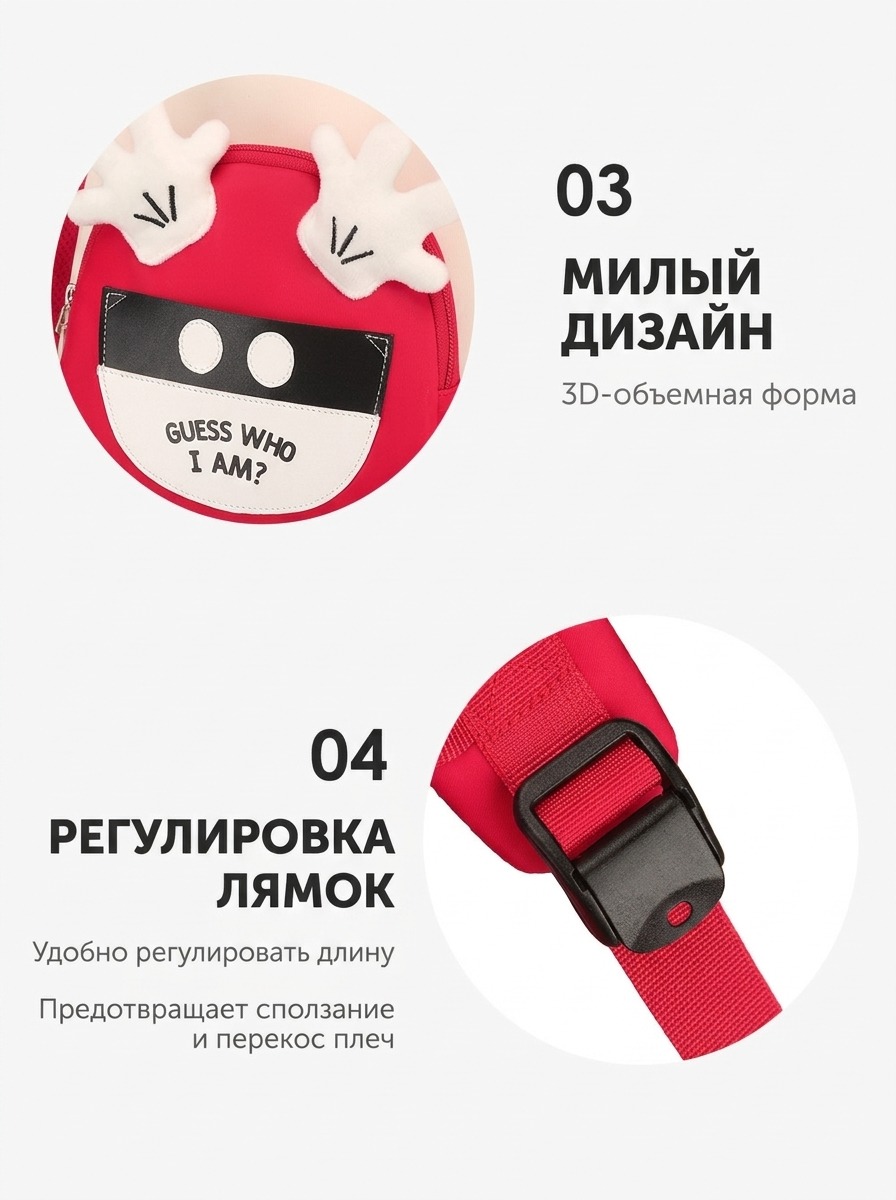 03
МИЛЫЙ
ДИЗАЙН
3D-объемная форма
GUESS WHO
I AM?
04
РЕГУЛИРОВКА
ЛЯМОК
Удобно регулировать длину
Предотвращает сползание
и перекос плеч